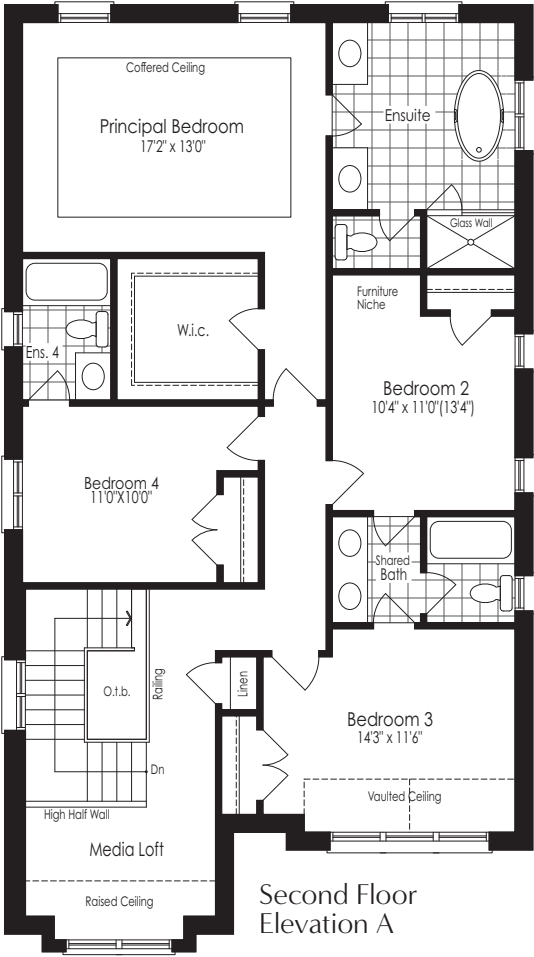 Coffered Ceiling
Principal Bedroom
17'2" x 13'0"
Ensuite
Glass Wall
Furniture
Niche
W.i.c.
Ens. 4
Bedroom 2
10'4" x 11'0"(13'4")
Bedroom 4
11'0"X10'0"
Shared
Bath
O.t.b.
Railing
Linen
Bedroom 3
14'3" x 11'6"
Dn
Vaulted Ceiling
High Half Wall
Media Loft
Raised Ceiling
Second Floor
Elevation A